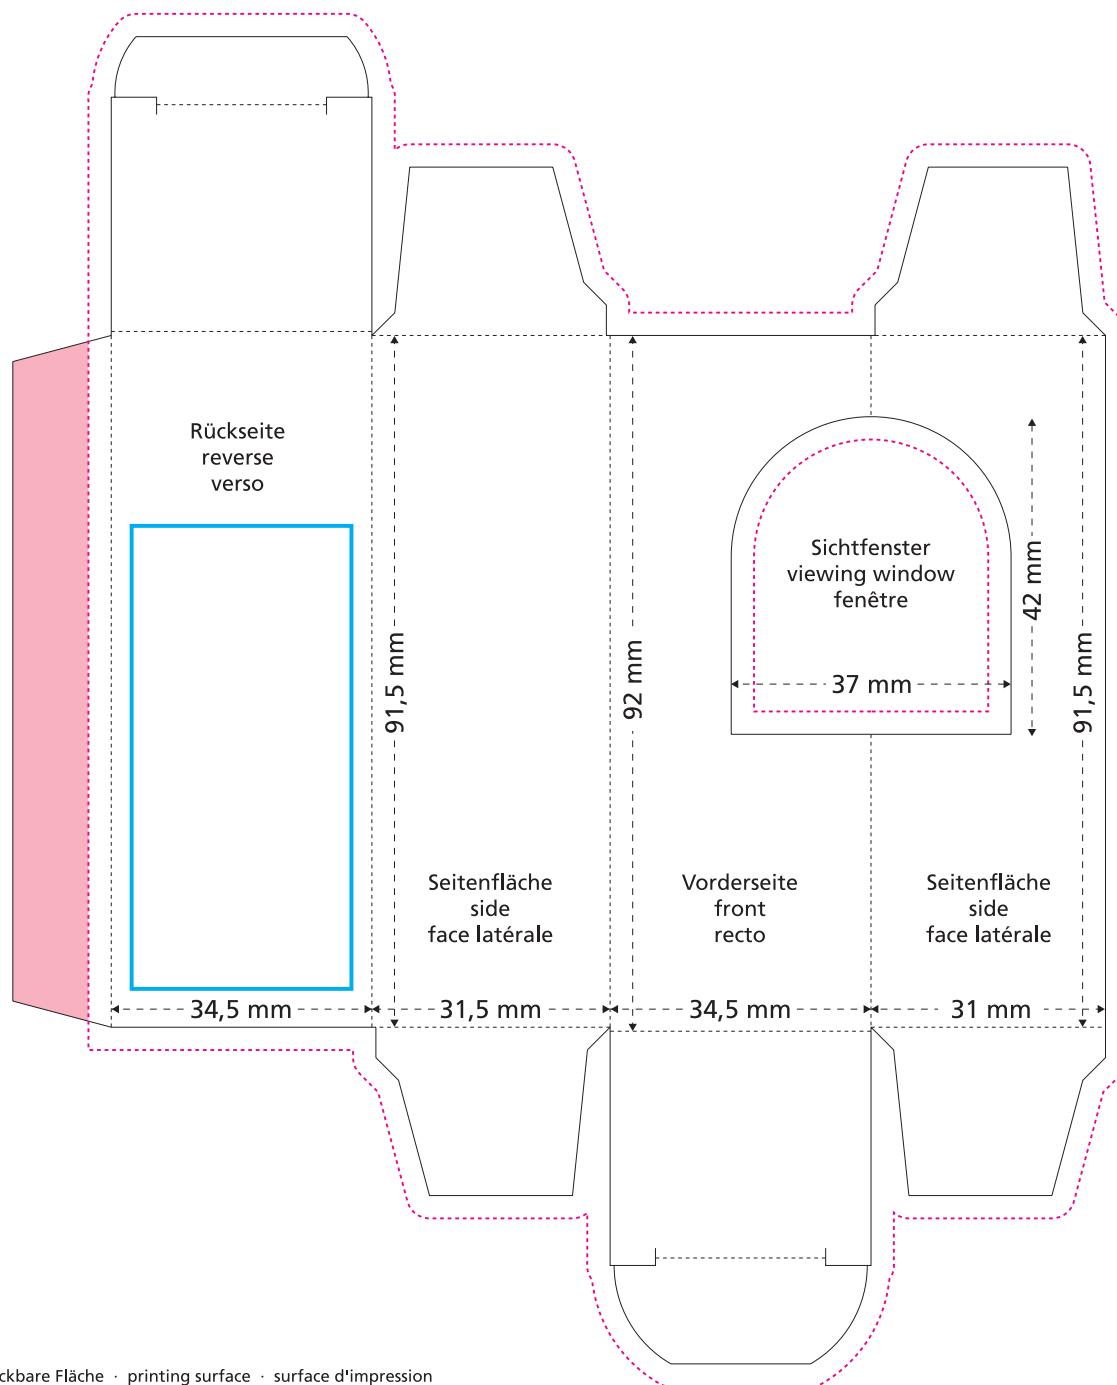 Rückseite
reverse
verso
Sichtfenster
viewing window
fenêtre
42 mm
37 mm
91,5 mm
92 mm
91,5 mm
Seitenfläche
side
face latérale
Vorderseite
front
recto
Seitenfläche
side
face latérale
34,5 mm
31,5 mm
34,5 mm
31 mm
ckbare Fläche · printing surface · surface d'impression